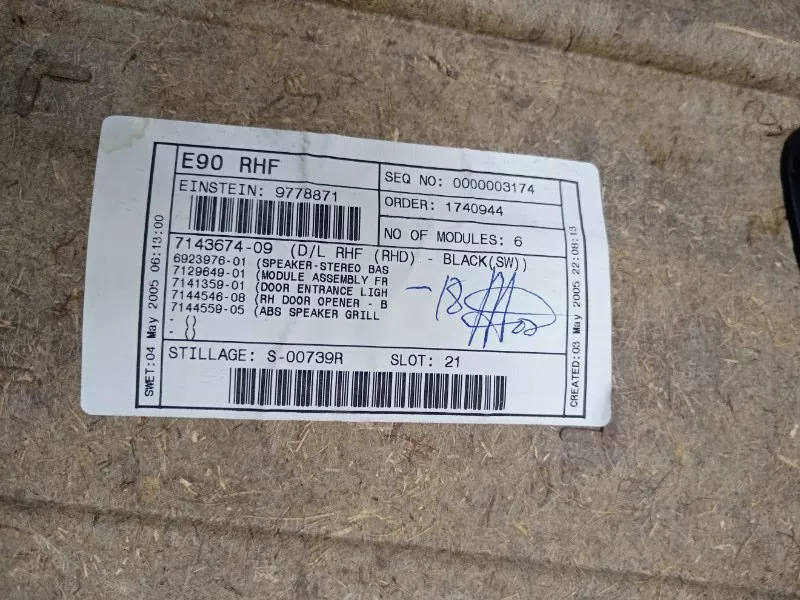 E90 RHF
SEQ NO: 0000003174
EINSTEIN: 9778871
ORDER: 1740944
NO OF MODULES: 6
7143674-09 (D/L RHF (RHD) - BLACK(SW))
6923976-01 (SPEAKER-STEREO BAS
7129649-01 (MODULE ASSEMBLY FR
7141359-01 (DOOR ENTRANCE LIGH
7144546-08 (RH DOOR OPENER - B
7144559-05 (ABS SPEAKER GRILL
- ()
- ()
-18
STILLAGE: S-00739R SLOT: 21
SWET:04 May 2005 06:13:00
CREATED:03 May 2005 22:08:13